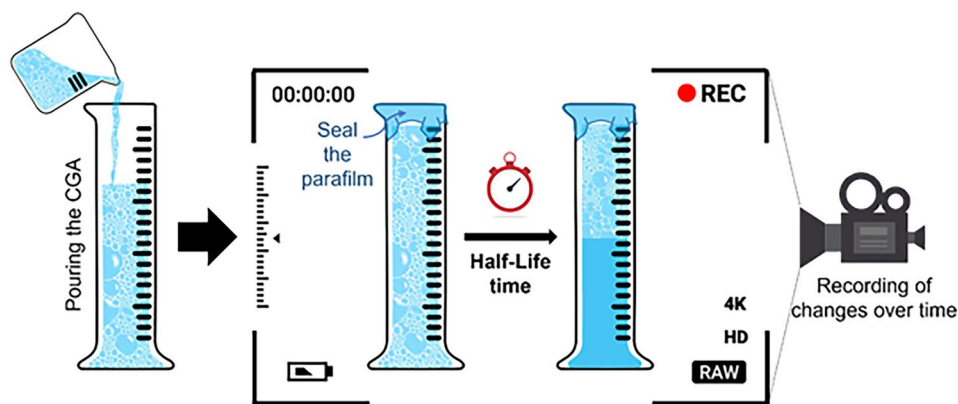 Pouring the CGA
00:00:00
Seal
the
parafilm
Half-Life
time
REC
4K
HD
RAW
Recording of
changes over time